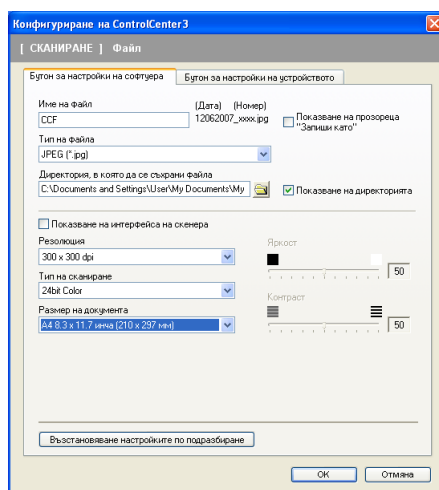 Конфигуриране на ControlCenter3
[ СКАНИРАНЕ ] Файл
Бутон за настройки на софтуера
Бутон за настройки на устройството
Име на файл
(Дата) (Номер)
CCF
12062007_xxxx.jpg
Показване на прозореца
"Запиши като"
Тип на файла
JPEG (*.jpg)
Директория, в която да се съхрани файла
C:\Documents and Settings\User\My Documents\My
Показване на директорията
Показване на интерфейса на скенера
Резолюция
Яркост
300 x 300 dpi
50
Тип на сканиране
24bit Color
Контраст
Размер на документа
A4 8.3 x 11.7 инча (210 x 297 мм)
50
Възстановяване настройките по подразбиране
OK
Отмяна